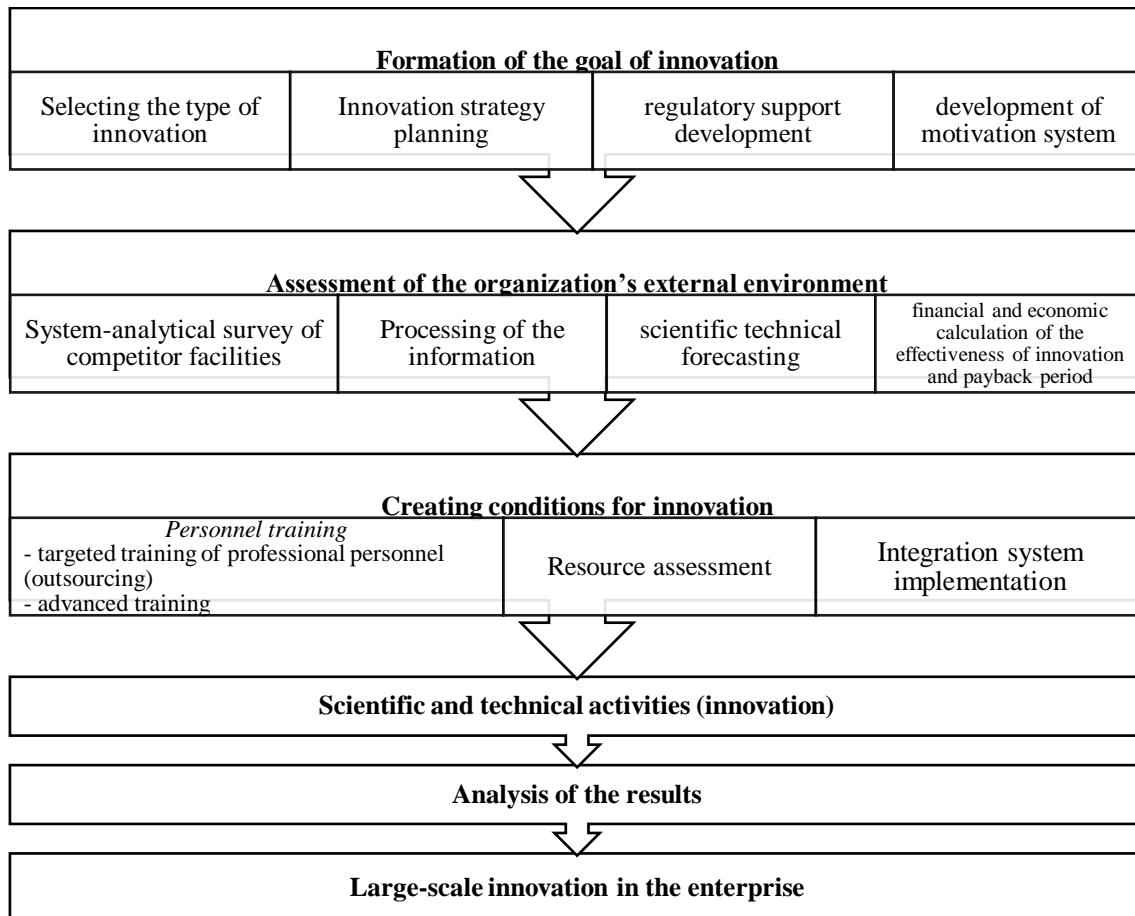 Formation of the goal of innovation
Selecting the type of
innovation
Innovation strategy
planning
regulatory support
development
development of
motivation system
Assessment of the organization’s external environment
System-analytical survey of
competitor facilities
Processing of the
information
scientific technical
forecasting
financial and economic
calculation of the
effectiveness of innovation
and payback period
Creating conditions for innovation
Personnel training
- targeted training of professional personnel
(outsourcing)
- advanced training
Resource assessment
Integration system
implementation
Scientific and technical activities (innovation)
Analysis of the results
Large-scale innovation in the enterprise